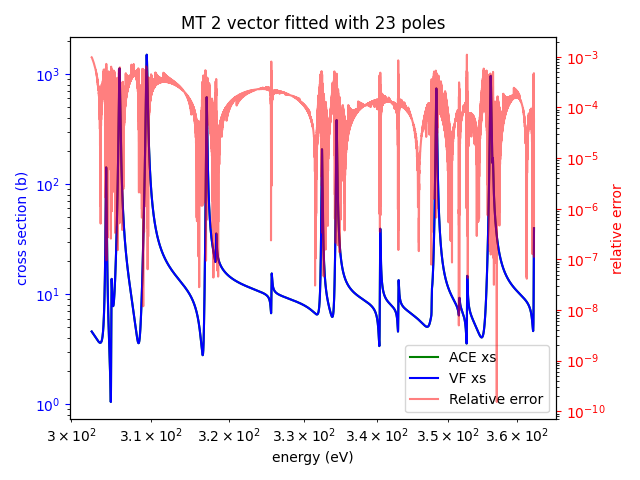 MT 2 vector fitted with 23 poles
cross section (b)
10³
10²
10¹
10⁰
10⁻³
10⁻⁴
10⁻⁵
10⁻⁶
10⁻⁷
10⁻⁸
10⁻⁹
10⁻¹⁰
relative error
ACE xs
VF xs
Relative error
3 × 10² 3.1 × 10² 3.2 × 10² 3.3 × 10² 3.4 × 10² 3.5 × 10² 3.6 × 10²
energy (eV)